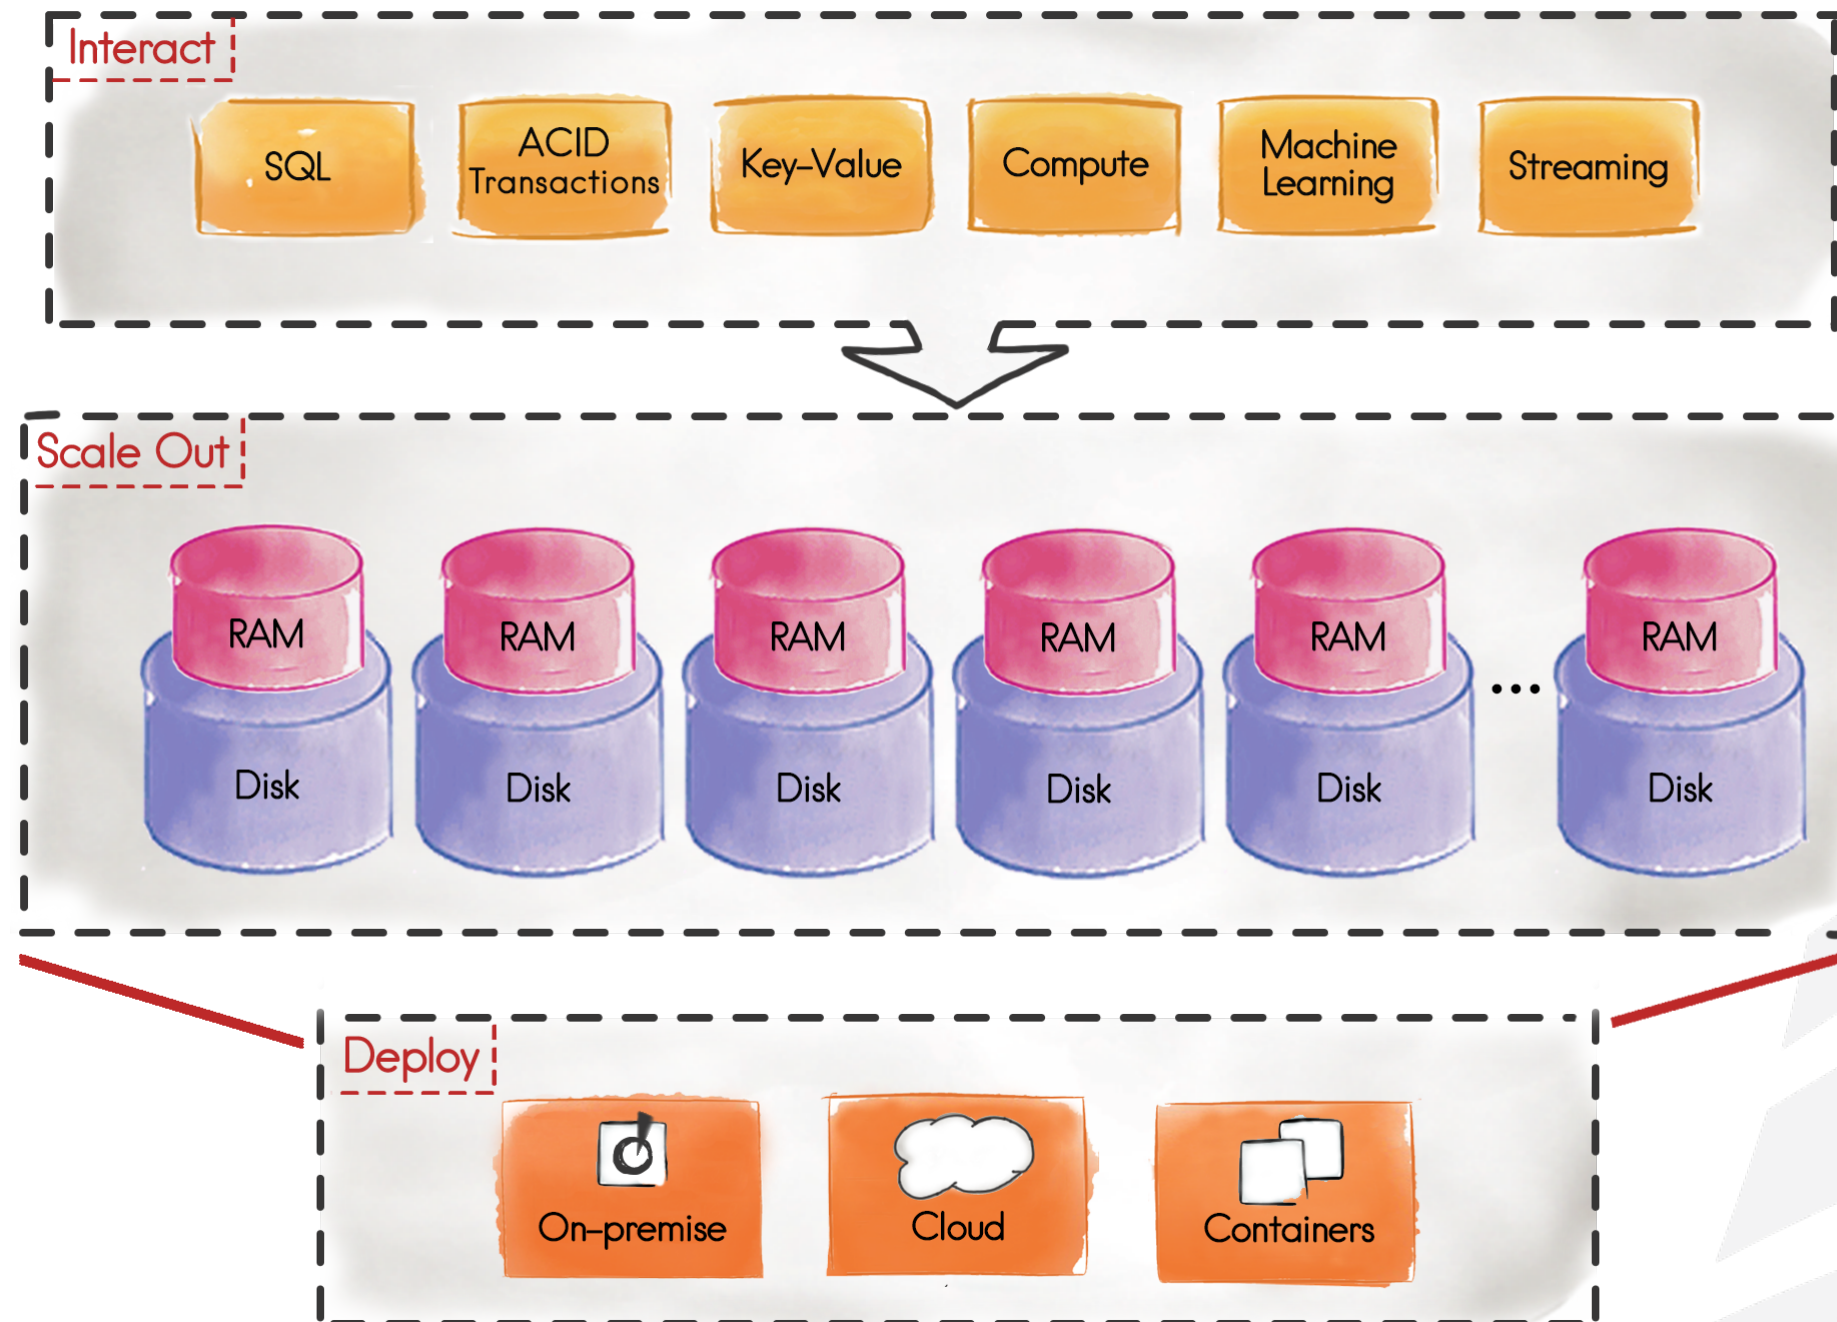 Interact
SQL
ACID
Transactions
Key-Value
Compute
Machine
Learning
Streaming
Scale Out
RAM
RAM
RAM
RAM
RAM
...
RAM
Disk
Disk
Disk
Disk
Disk
Disk
Deploy
On-premise
Cloud
Containers